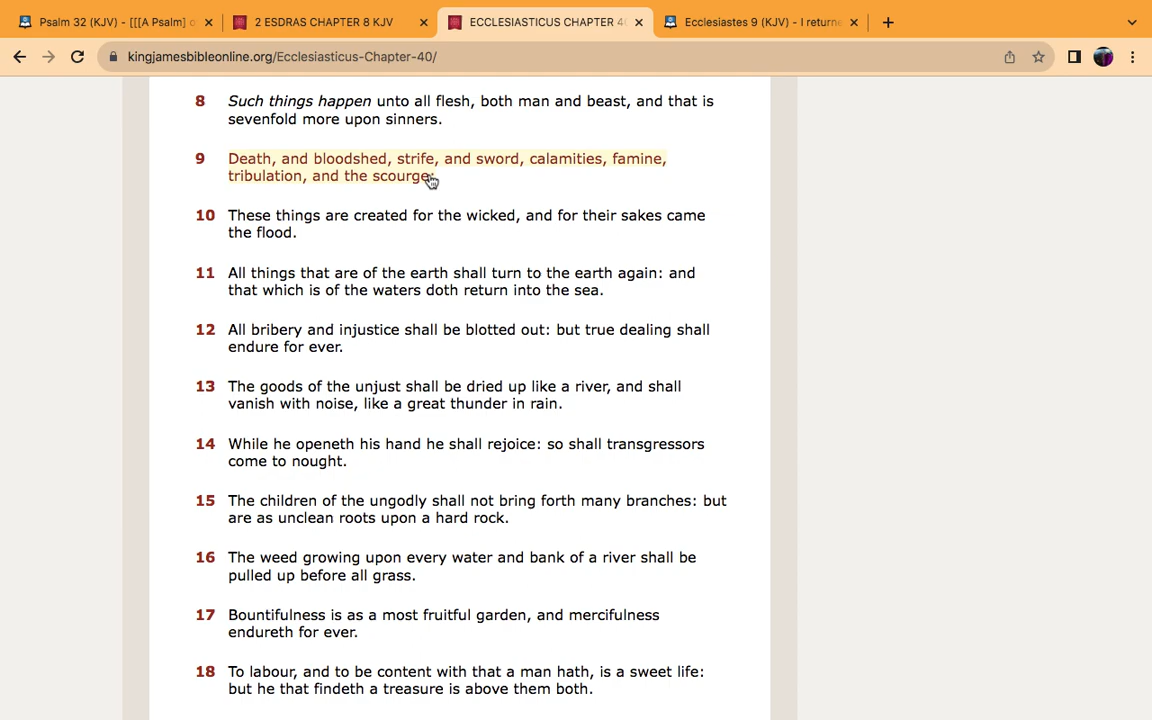 Psalm 32 (KJV) - [[[A Psalm] o
2 ESDRAS CHAPTER 8 KJV
ECCLESIASTICUS CHAPTER 4
Ecclesiastes 9 (KJV) - I returne
kingjamesbibleonline.org/Ecclesiasticus-Chapter-40/
8 Such things happen unto all flesh, both man and beast, and that is
sevenfold more upon sinners.
9 Death, and bloodshed, strife, and sword, calamities, famine,
tribulation, and the scourge;
10 These things are created for the wicked, and for their sakes came
the flood.
11 All things that are of the earth shall turn to the earth again: and
that which is of the waters doth return into the sea.
12 All bribery and injustice shall be blotted out: but true dealing shall
endure for ever.
13 The goods of the unjust shall be dried up like a river, and shall
vanish with noise, like a great thunder in rain.
14 While he openeth his hand he shall rejoice: so shall transgressors
come to nought.
15 The children of the ungodly shall not bring forth many branches: but
are as unclean roots upon a hard rock.
16 The weed growing upon every water and bank of a river shall be
pulled up before all grass.
17 Bountifulness is as a most fruitful garden, and mercifulness
endureth for ever.
18 To labour, and to be content with that a man hath, is a sweet life:
but he that findeth a treasure is above them both.